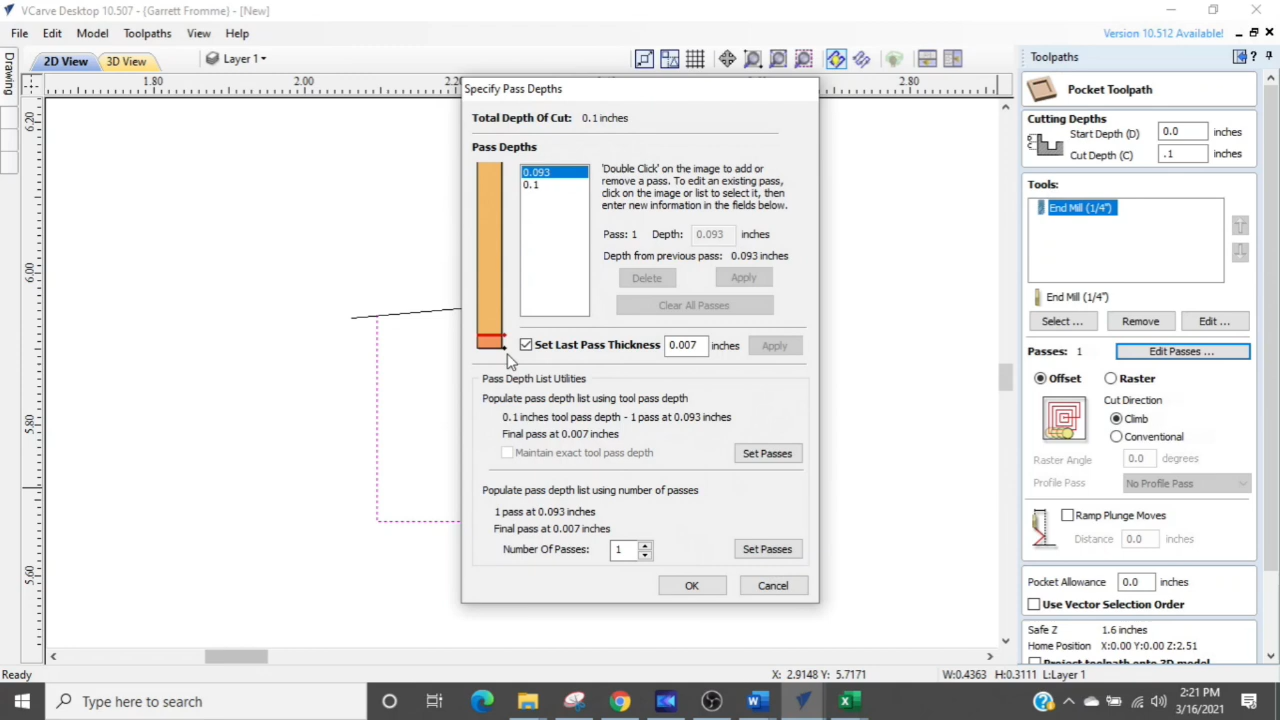 VCarve Desktop 10.507 - {Garrett Fromme} - [New]
File Edit Model Toolpaths View Help
Version 10.512 Available!
2D View 3D View Layer 1
Toolpaths
Drawing
1.80 2.00 2.80
6.20
6.00
5.80
5.60
Specify Pass Depths
Total Depth Of Cut: 0.1 inches
Pass Depths
0.093
0.1
'Double Click' on the image to add or
remove a pass. To edit an existing pass,
click on the image or list to select it, then
enter new information in the fields below.
Pass: 1 Depth: 0.093 inches
Depth from previous pass: 0.093 inches
Delete Apply
Clear All Passes
Set Last Pass Thickness 0.007 inches Apply
Pass Depth List Utilities
Populate pass depth list using tool pass depth
0.1 inches tool pass depth - 1 pass at 0.093 inches
Final pass at 0.007 inches
Maintain exact tool pass depth Set Passes
Populate pass depth list using number of passes
1 pass at 0.093 inches
Final pass at 0.007 inches
Number Of Passes: 1 Set Passes
OK Cancel
Pocket Toolpath
Cutting Depths
Start Depth (D) 0.0 inches
Cut Depth (C) .1 inches
Tools:
End Mill (1/4")
End Mill (1/4")
Select ... Remove Edit ...
Passes: 1 Edit Passes ...
Offset Raster
Cut Direction
Climb
Conventional
Raster Angle 0.0 degrees
Profile Pass No Profile Pass
Ramp Plunge Moves
Distance 0.0 inches
Pocket Allowance 0.0 inches
Use Vector Selection Order
Safe Z 1.6 inches
Home Position X:0.00 Y:0.00 Z:2.51
Project toolpath onto 3D model
Ready
X: 2.9148 Y: 5.7171
W:0.4363 H:0.3111 L:Layer 1
Type here to search
2:21 PM
3/16/2021